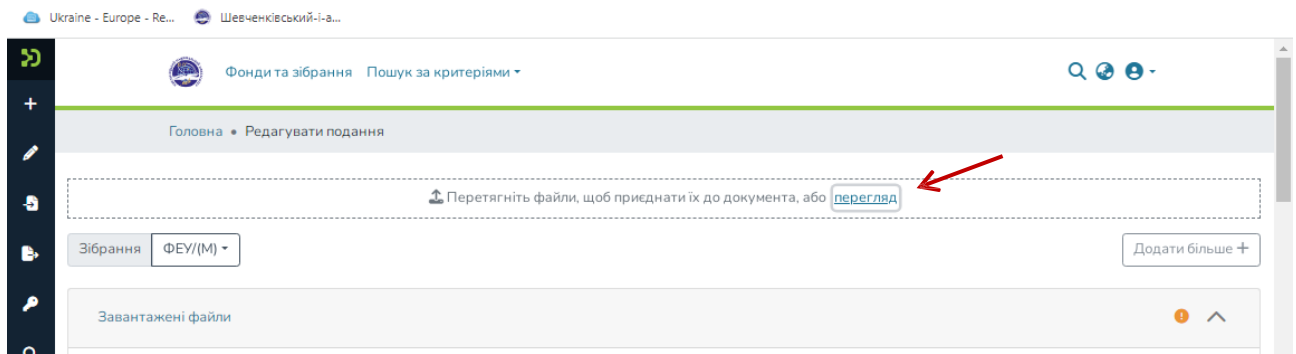 Ukraine - Europe - Re... Шевченківський-і-а...
Фонди та зібрання Пошук за критеріями
Головна • Редагувати подання
Перетягніть файли, щоб приєднати їх до документа, або перегляд
Зібрання ФЕУ/(М) Додати більше +
Завантажені файли